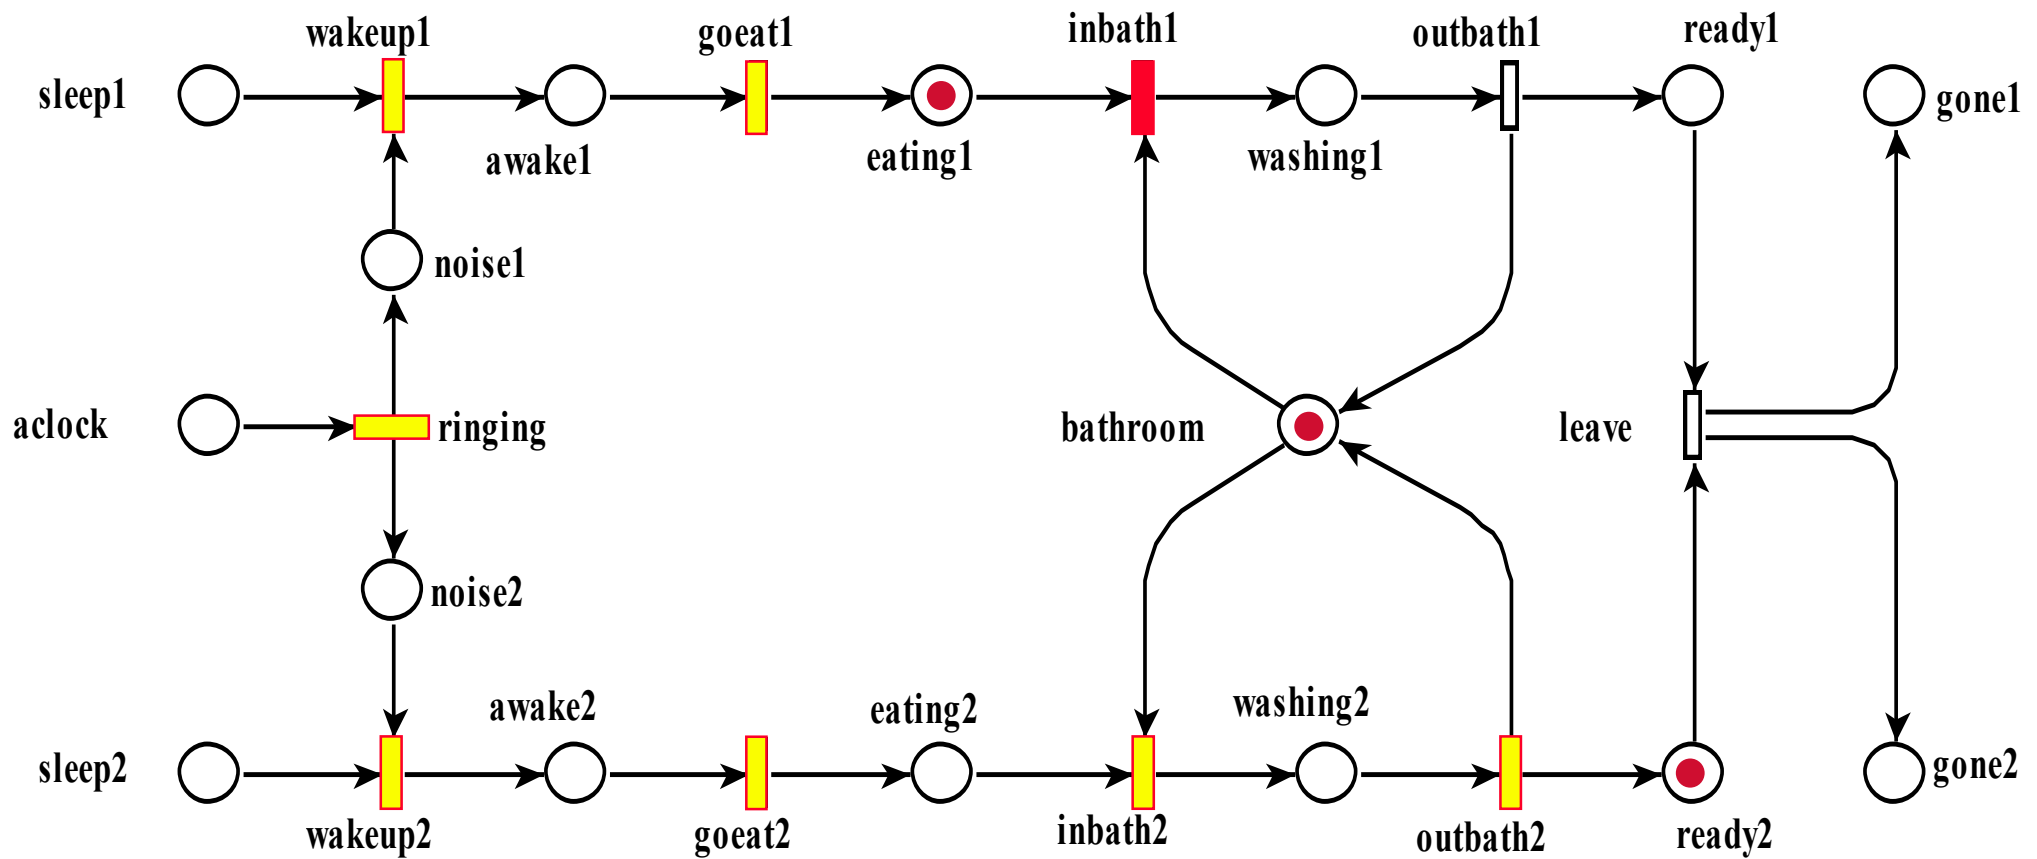 wakeup1
goeat1
inbath1
outbath1
ready1
sleep1
gone1
awake1
eating1
washing1
noise1
aclock
ringing
bathroom
leave
noise2
awake2
eating2
washing2
sleep2
gone2
wakeup2
goeat2
inbath2
outbath2
ready2